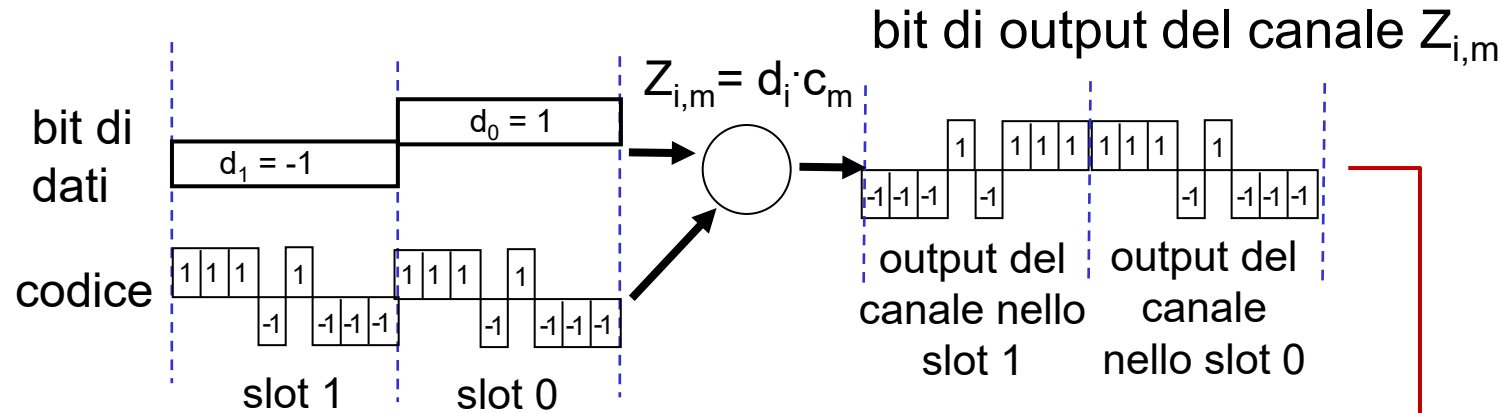 bit di output del canale Z_{i,m}
Z_{i,m}= d_i·c_m
bit di
dati
d_1 = -1
d_0 = 1
codice
1 1 1 -1 1 -1 -1 -1
1 1 1 -1 1 -1 -1 -1
slot 1
slot 0
-1 -1 -1 1 -1 1 1 1
1 1 1 -1 1 -1 -1 -1
output del
canale nello
slot 1
output del
canale
nello slot 0